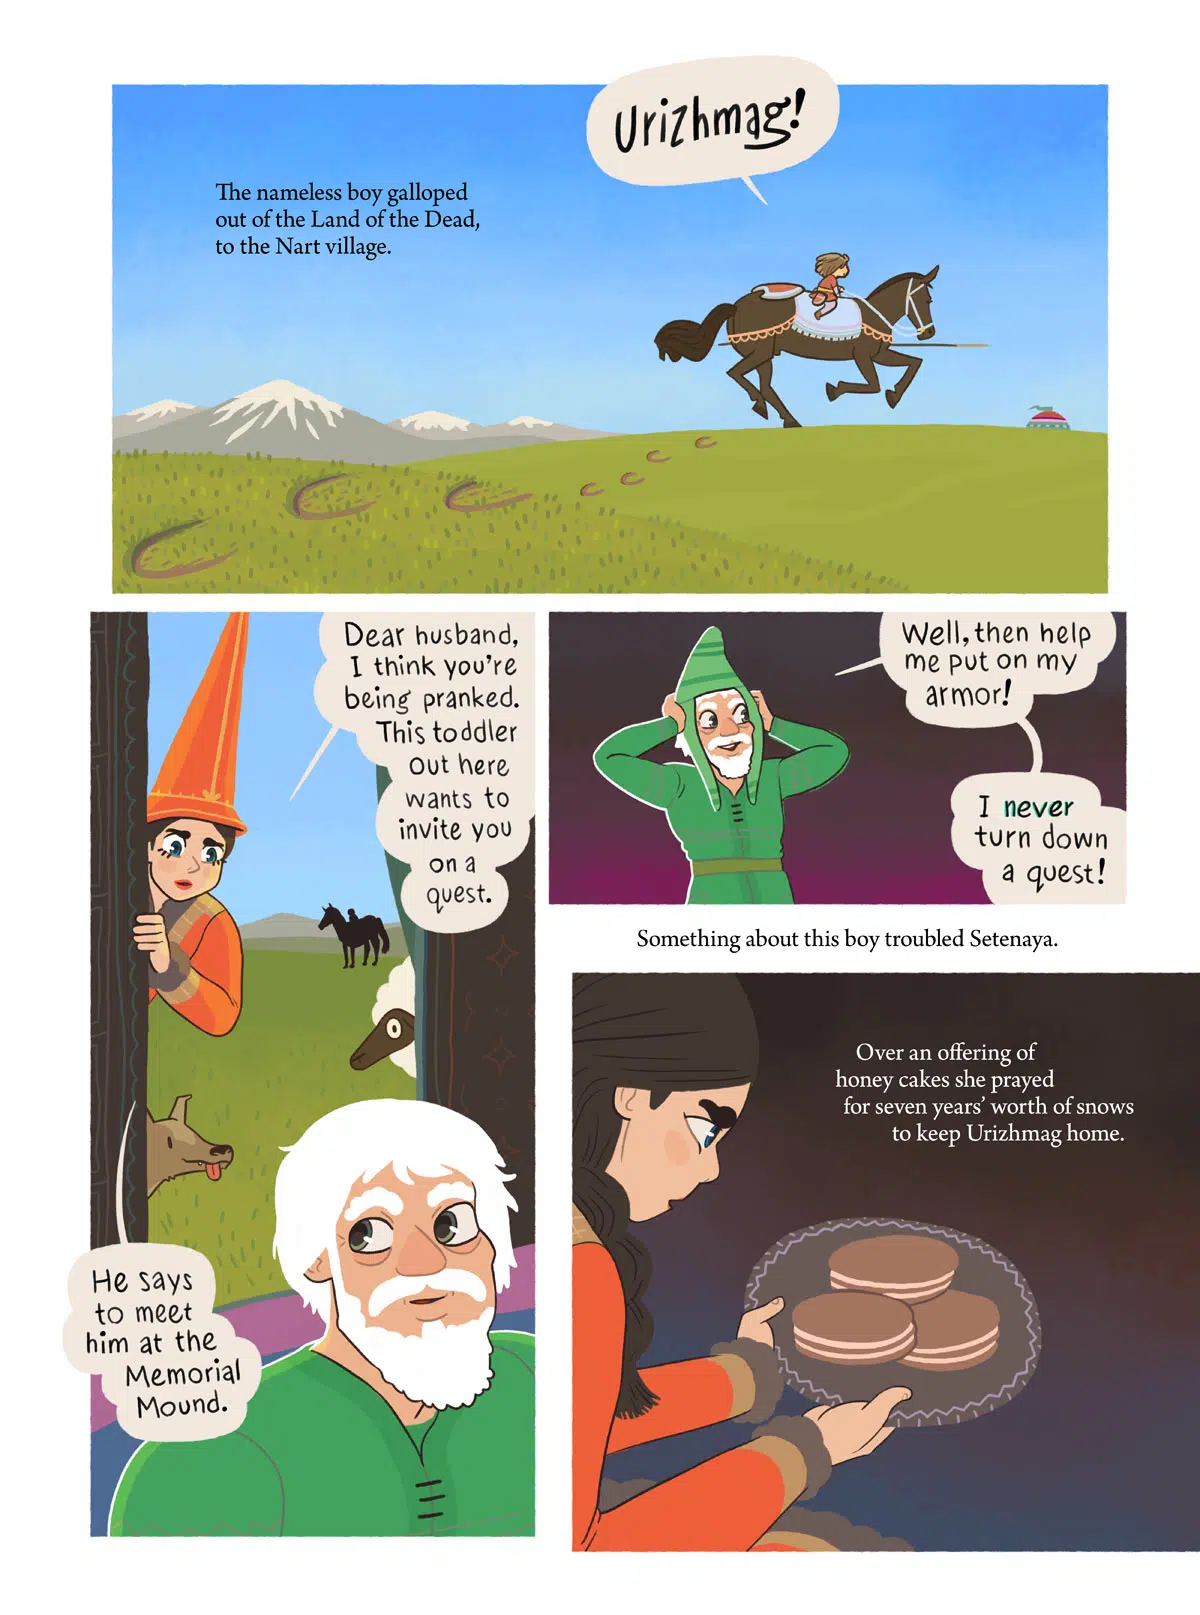 Urizhmag!
The nameless boy galloped
out of the Land of the Dead,
to the Nart village.
Dear husband,
I think you're
being pranked.
This toddler
out here
wants to
invite you
on a
quest.
He says
to meet
him at the
Memorial
Mound.
Well, then help
me put on my
armor!
I never
turn down
a quest!
Something about this boy troubled Setenaya.
Over an offering of
honey cakes she prayed
for seven years' worth of snows
to keep Urizhmag home.